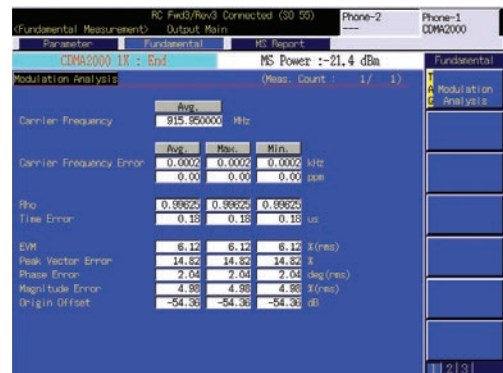 RC Fwd3/Rev3 Connected (SO 55) Phone-2 Phone-1
<Fundamental Measurement> Output Main ---- CDMA2000
Parameter Fundamental MS Report
CDMA2000 1X : End MS Power :-21.4 dBm Fundamental
Modulation Analysis (Meas. Count : 1/ 1)
TAG Modulation Analysis
Avg.
Carrier Frequency 915.950000 MHz
Avg. Max. Min.
Carrier Frequency Error 0.0002 0.0002 0.0002 kHz
0.00 0.00 0.00 ppm
Rho 0.99625 0.99625 0.99625
Time Error 0.18 0.18 0.18 us
EVM 6.12 6.12 6.12 %(rms)
Peak Vector Error 14.82 14.82 14.82 %
Phase Error 2.04 2.04 2.04 deg(rms)
Magnitude Error 4.98 4.98 4.98 %(rms)
Origin Offset -54.36 -54.36 -54.36 dB
1 2 3